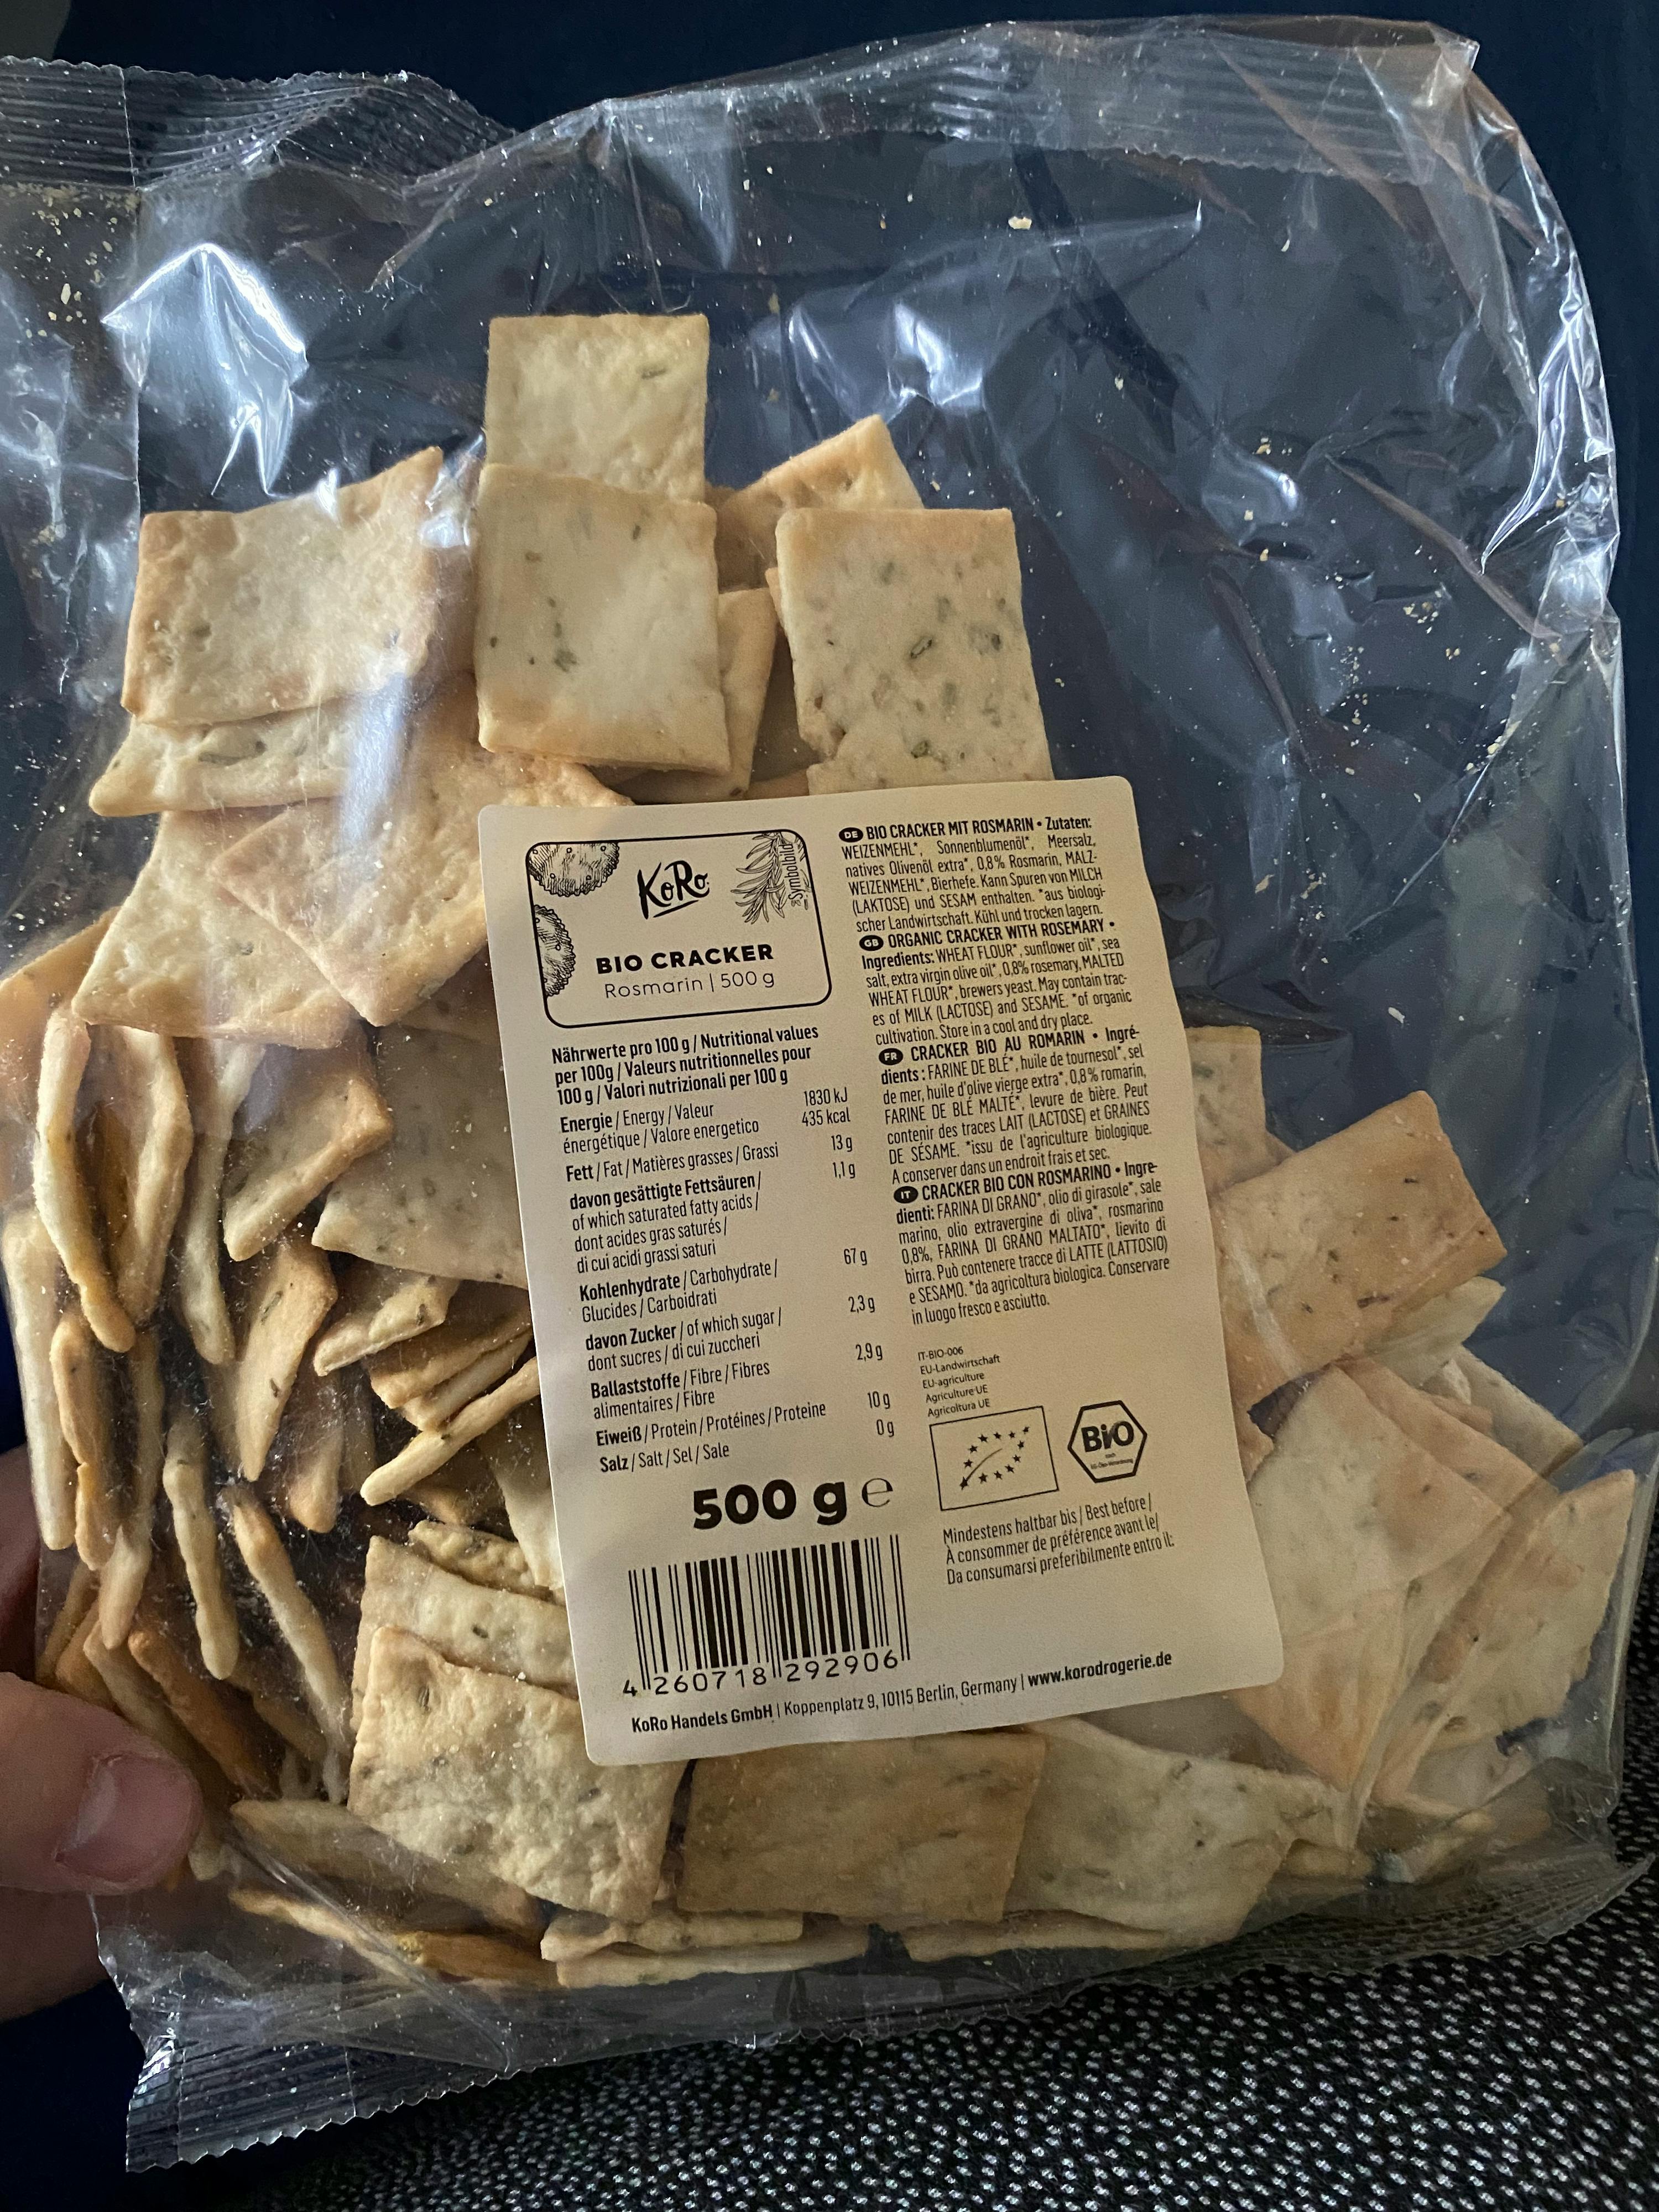 KoRo
Symbolbild
BIO CRACKER
Rosmarin | 500 g
Nährwerte pro 100 g / Nutritional values
per 100g / Valeurs nutritionnelles pour
100 g / Valori nutrizionali per 100 g
Energie / Energy / Valeur 1830 kJ
énergétique / Valore energetico 435 kcal
Fett / Fat / Matières grasses / Grassi 13 g
davon gesättigte Fettsäuren / 1,1 g
of which saturated fatty acids /
dont acides gras saturés /
di cui acidi grassi saturi
Kohlenhydrate / Carbohydrate / 67 g
Glucides / Carboidrati
davon Zucker / of which sugar / 2,3 g
dont sucres / di cui zuccheri
Ballaststoffe / Fibre / Fibres 2,9 g
alimentaires / Fibre
Eiweiß / Protein / Protéines / Proteine 10 g
Salz / Salt / Sel / Sale 0 g
500 g e
4 260718 292906
DE BIO CRACKER MIT ROSMARIN • Zutaten:
WEIZENMEHL*, Sonnenblumenöl*, Meersalz,
natives Olivenöl extra*, 0,8% Rosmarin, MALZ-
WEIZENMEHL*, Bierhefe. Kann Spuren von MILCH
(LAKTOSE) und SESAM enthalten. *aus biologi-
scher Landwirtschaft. Kühl und trocken lagern.
GB ORGANIC CRACKER WITH ROSEMARY •
Ingredients: WHEAT FLOUR*, sunflower oil*, sea
salt, extra virgin olive oil*, 0,8% rosemary, MALTED
WHEAT FLOUR*, brewers yeast. May contain trac-
es of MILK (LACTOSE) and SESAME. *of organic
cultivation. Store in a cool and dry place.
FR CRACKER BIO AU ROMARIN • Ingré-
dients : FARINE DE BLÉ*, huile de tournesol*, sel
de mer, huile d'olive vierge extra*, 0,8% romarin,
FARINE DE BLÉ MALTÉ*, levure de bière. Peut
contenir des traces LAIT (LACTOSE) et GRAINES
DE SÉSAME. *issu de l'agriculture biologique.
A conserver dans un endroit frais et sec.
IT CRACKER BIO CON ROSMARINO • Ingre-
dienti: FARINA DI GRANO*, olio di girasole*, sale
marino, olio extravergine di oliva*, rosmarino
0,8%, FARINA DI GRANO MALTATO*, lievito di
birra. Può contenere tracce di LATTE (LATTOSIO)
e SESAMO. *da agricoltura biologica. Conservare
in luogo fresco e asciutto.
IT-BIO-006
EU-Landwirtschaft
EU-agriculture
Agriculture UE
Agricoltura UE
BiO
nach
EG-Öko-Verordnung
Mindestens haltbar bis / Best before /
À consommer de préférence avant le/
Da consumarsi preferibilmente entro il:
KoRo Handels GmbH | Koppenplatz 9, 10115 Berlin, Germany | www.korodrogerie.de